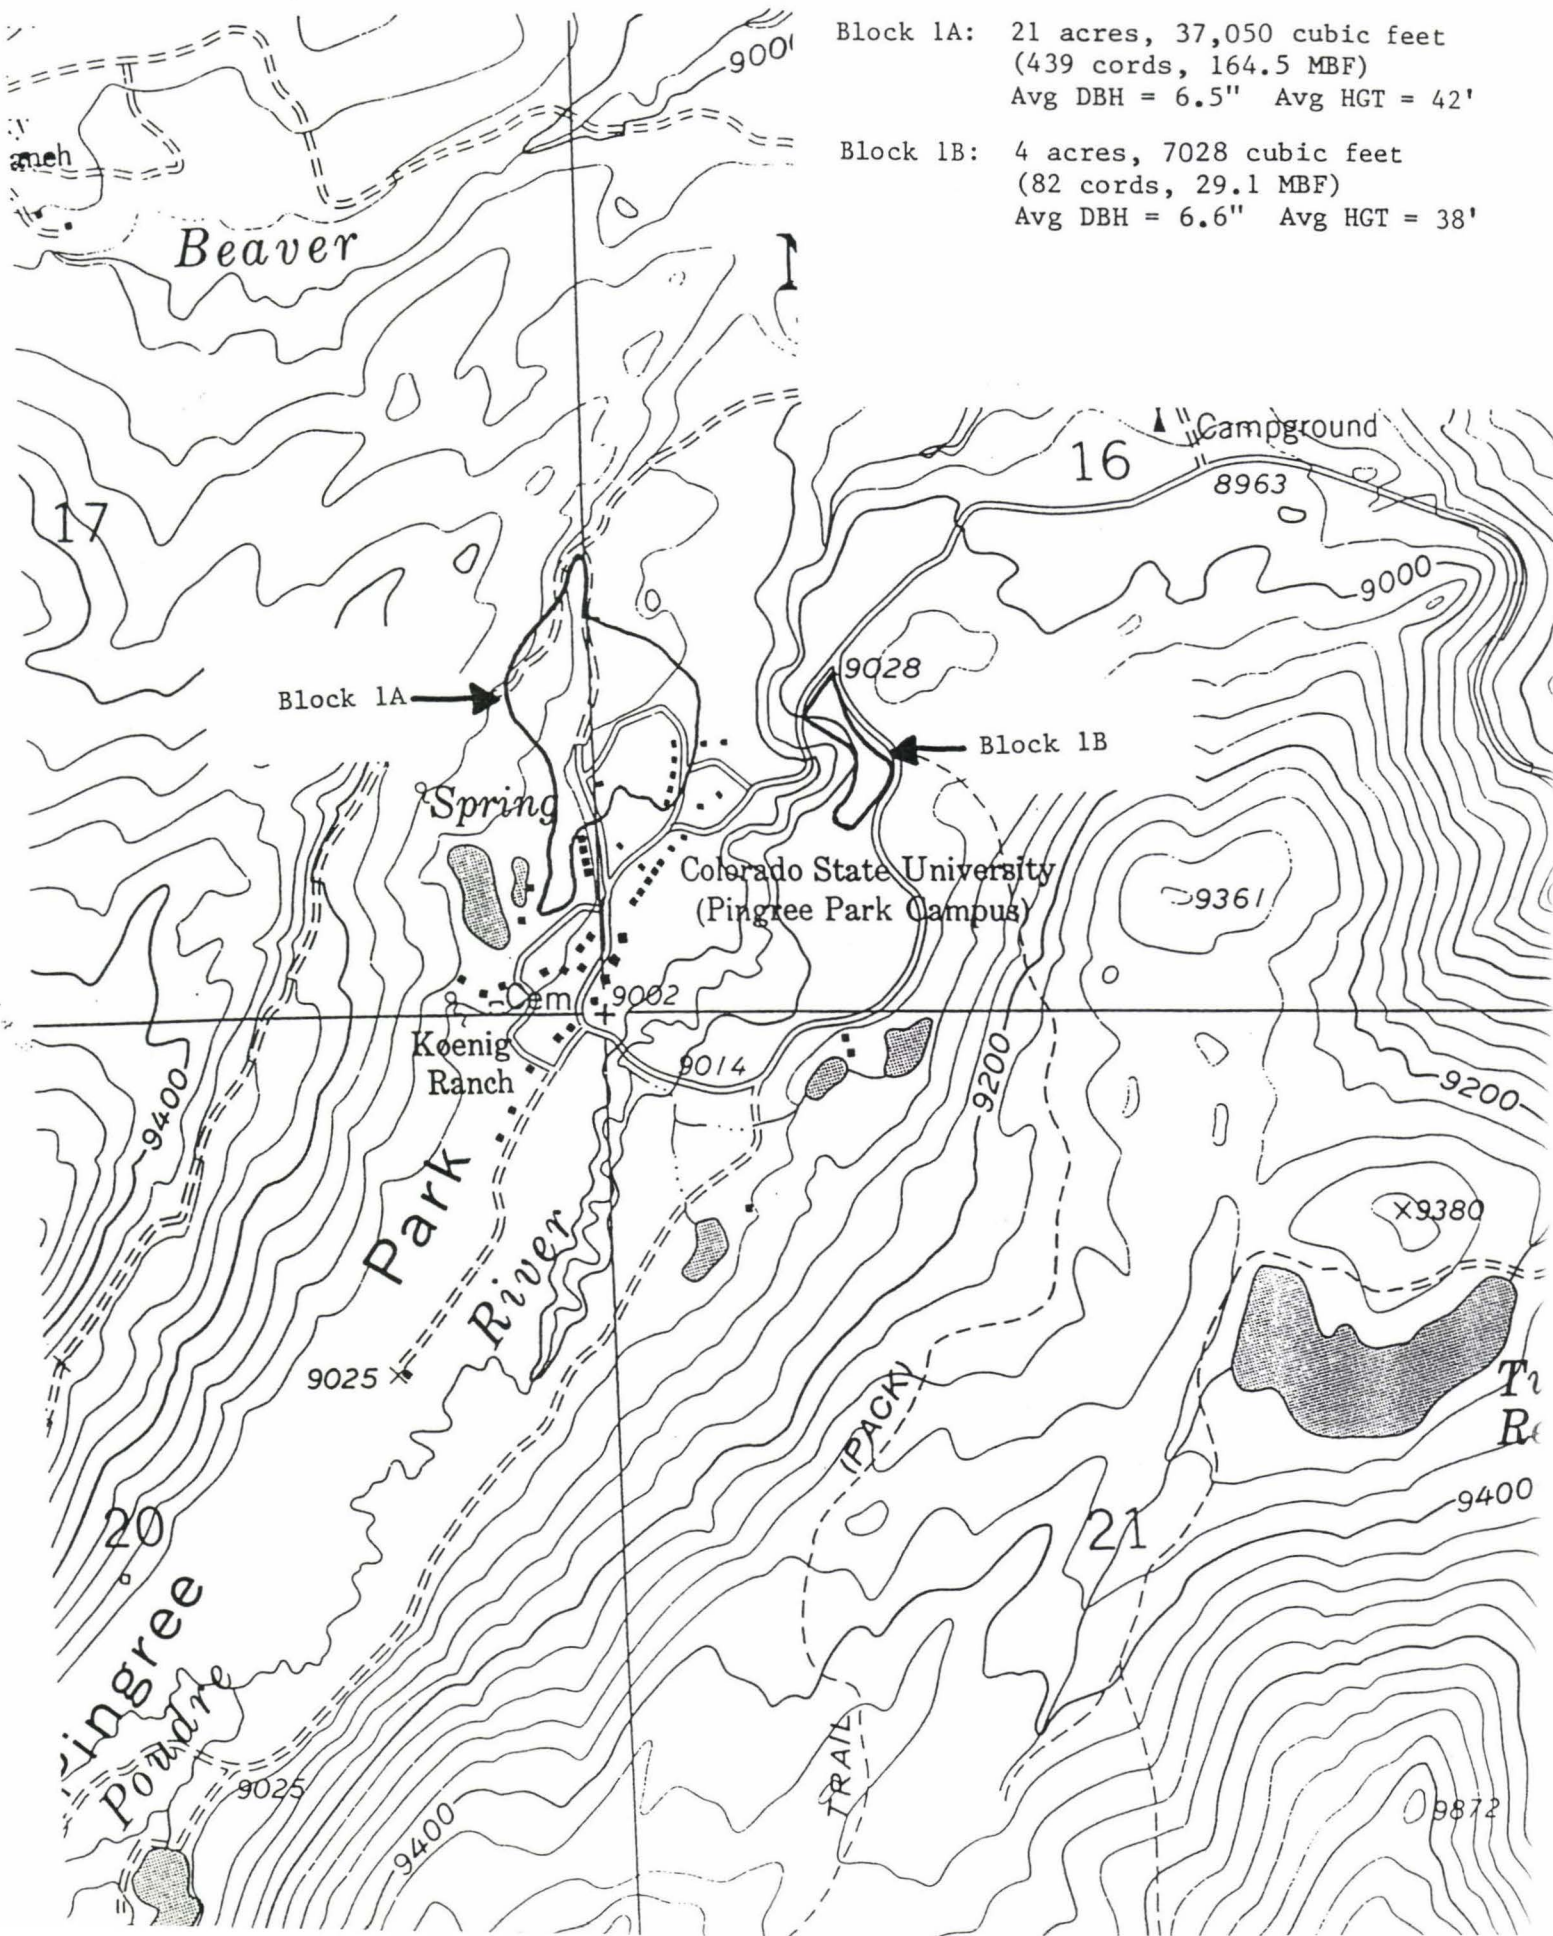 Block 1A: 21 acres, 37,050 cubic feet
(439 cords, 164.5 MBF)
Avg DBH = 6.5" Avg HGT = 42'
Block 1B: 4 acres, 7028 cubic feet
(82 cords, 29.1 MBF)
Avg DBH = 6.6" Avg HGT = 38'
Beaver
Campground
16
8963
17
9000
9028
Block 1A
Block 1B
Spring
Colorado State University
(Pingree Park Campus)
9361
Cem
9002
Koenig
Ranch
9014
9200
9400
9200
Park
9380
River
9025
(PACK)
9400
20
21
Poudre
TRAIL
9025
9872
9400